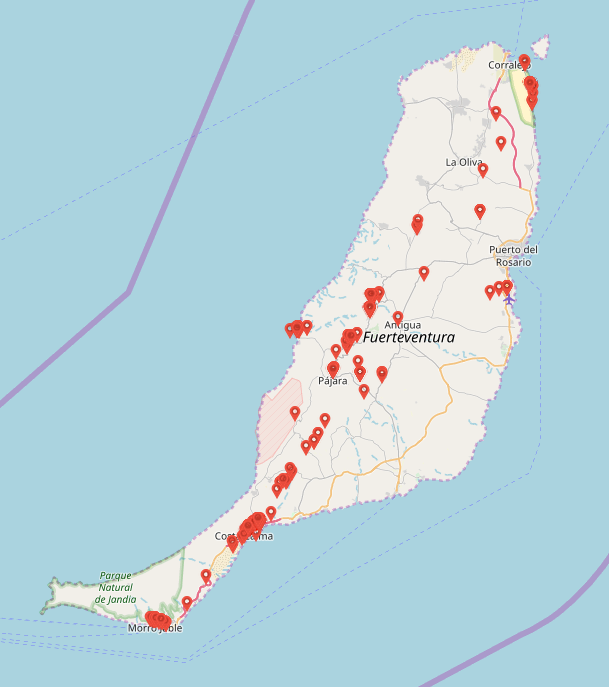 Corralejo
La Oliva
Puerto del
Rosario
Antigua
Fuerteventura
Pájara
Costa Calma
Parque
Natural
de Jandía
Morro Jable